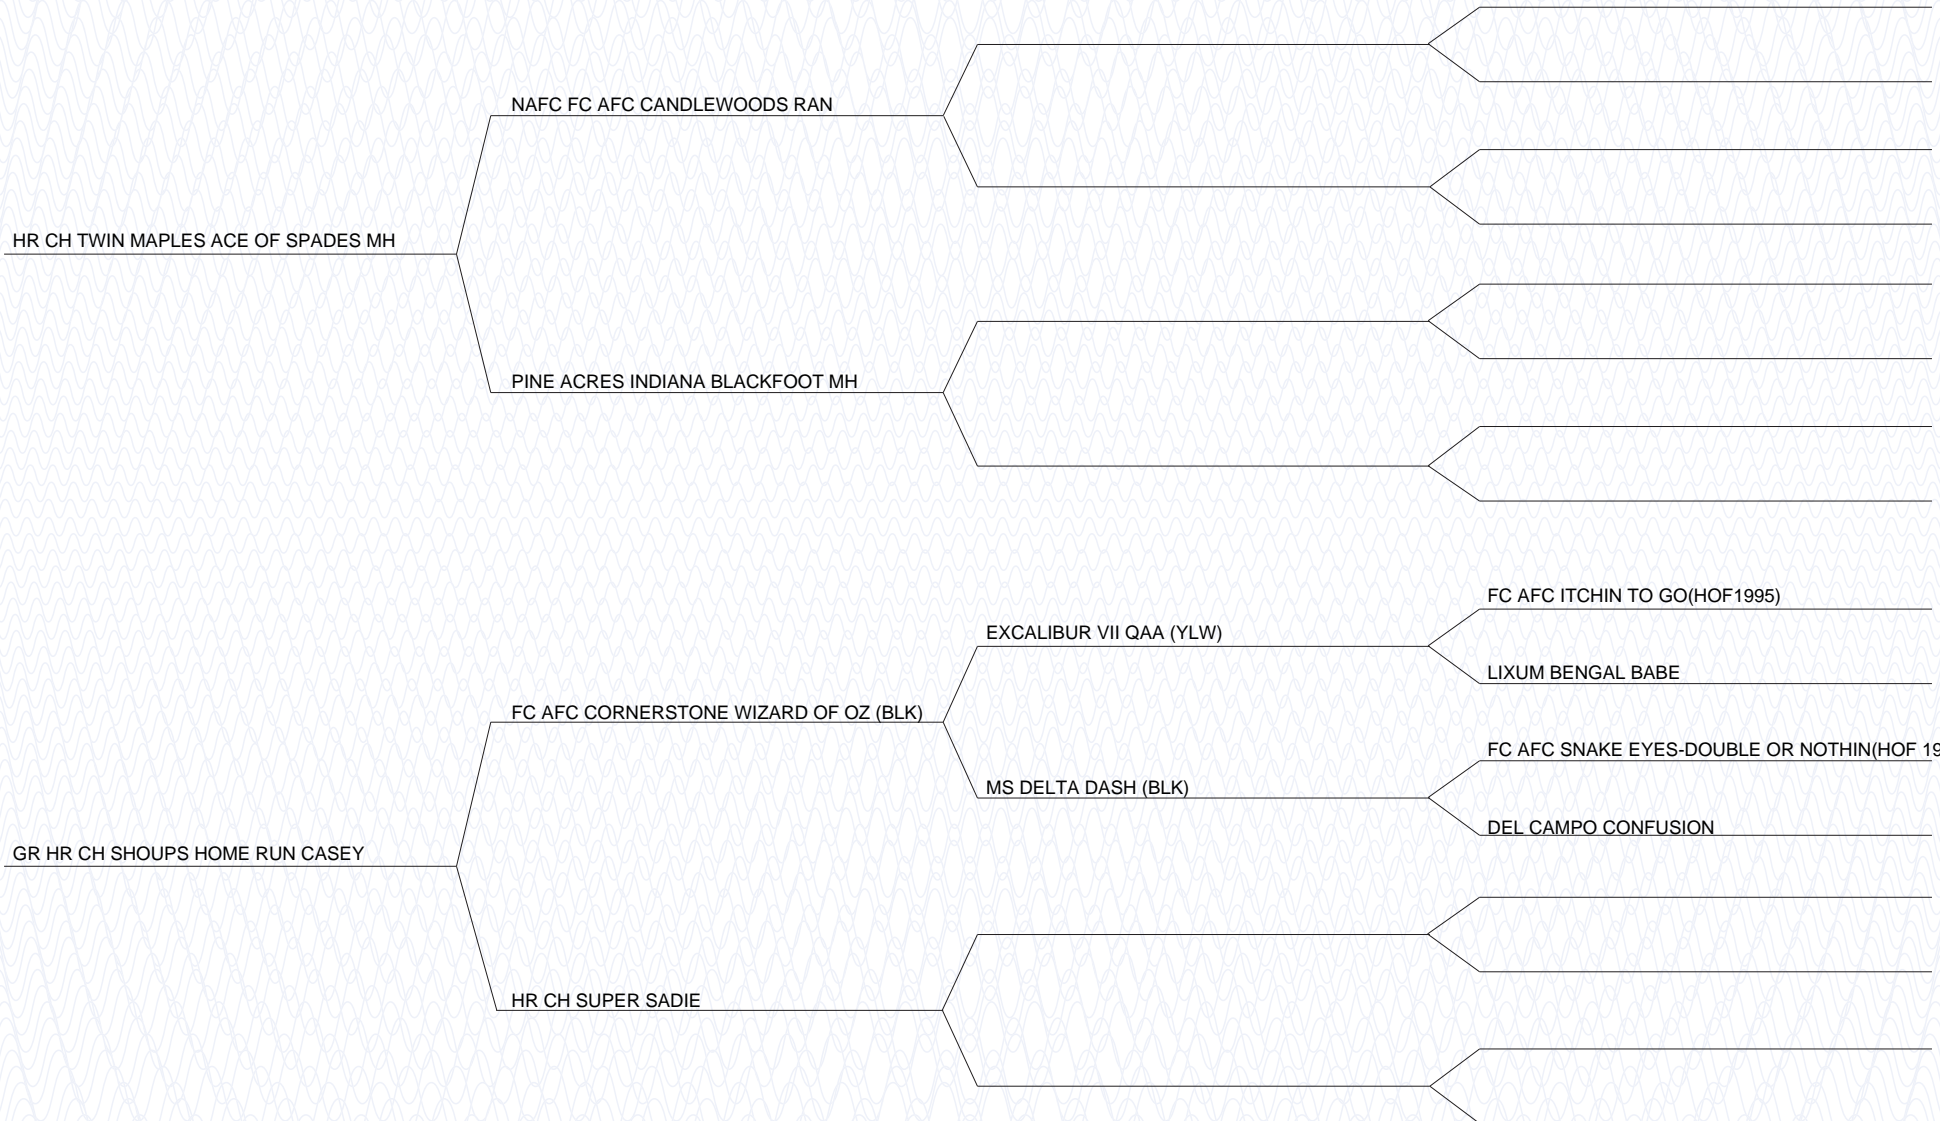 NAFC FC AFC CANDLEWOODS RAN
HR CH TWIN MAPLES ACE OF SPADES MH
PINE ACRES INDIANA BLACKFOOT MH
FC AFC ITCHIN TO GO(HOF1995)
EXCALIBUR VII QAA (YLW)
LIXUM BENGAL BABE
FC AFC CORNERSTONE WIZARD OF OZ (BLK)
FC AFC SNAKE EYES-DOUBLE OR NOTHIN(HOF 19
MS DELTA DASH (BLK)
DEL CAMPO CONFUSION
GR HR CH SHOUPS HOME RUN CASEY
HR CH SUPER SADIE